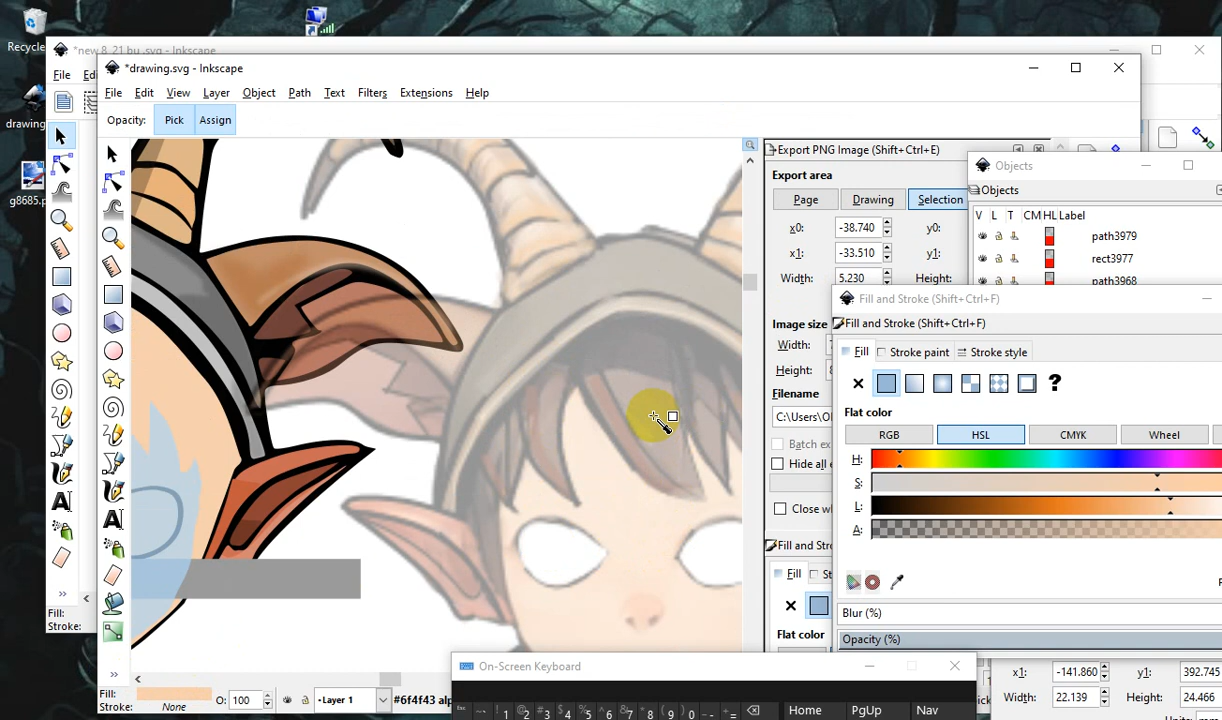 Recycle
*new 8_21 bu .svg - Inkscape
File
*drawing.svg - Inkscape
File Edit View Layer Object Path Text Filters Extensions Help
Opacity: Pick Assign
drawing
g8685.p
Export PNG Image (Shift+Ctrl+E)
Export area
Page Drawing Selection
x0: -38.740 y0:
x1: -33.510 y1:
Width: 5.230 Height:
Image size
Width:
Height:
Filename
C:\Users\O
Batch ex
Hide all e
Close w
Fill and Stro
Fill
Flat color
Objects
Objects
V L T CM HL Label
path3979
rect3977
path3968
Fill and Stroke (Shift+Ctrl+F)
Fill and Stroke (Shift+Ctrl+F)
Fill Stroke paint Stroke style
?
Flat color
RGB HSL CMYK Wheel
H:
S:
L:
A:
Blur (%)
Opacity (%)
x1: -141.860 y1: 392.745
Width: 22.139 Height: 24.466
Fill:
Stroke:
Fill:
Stroke: None
O: 100
Layer 1
#6f4f43 alp
On-Screen Keyboard
Home PgUp Nav